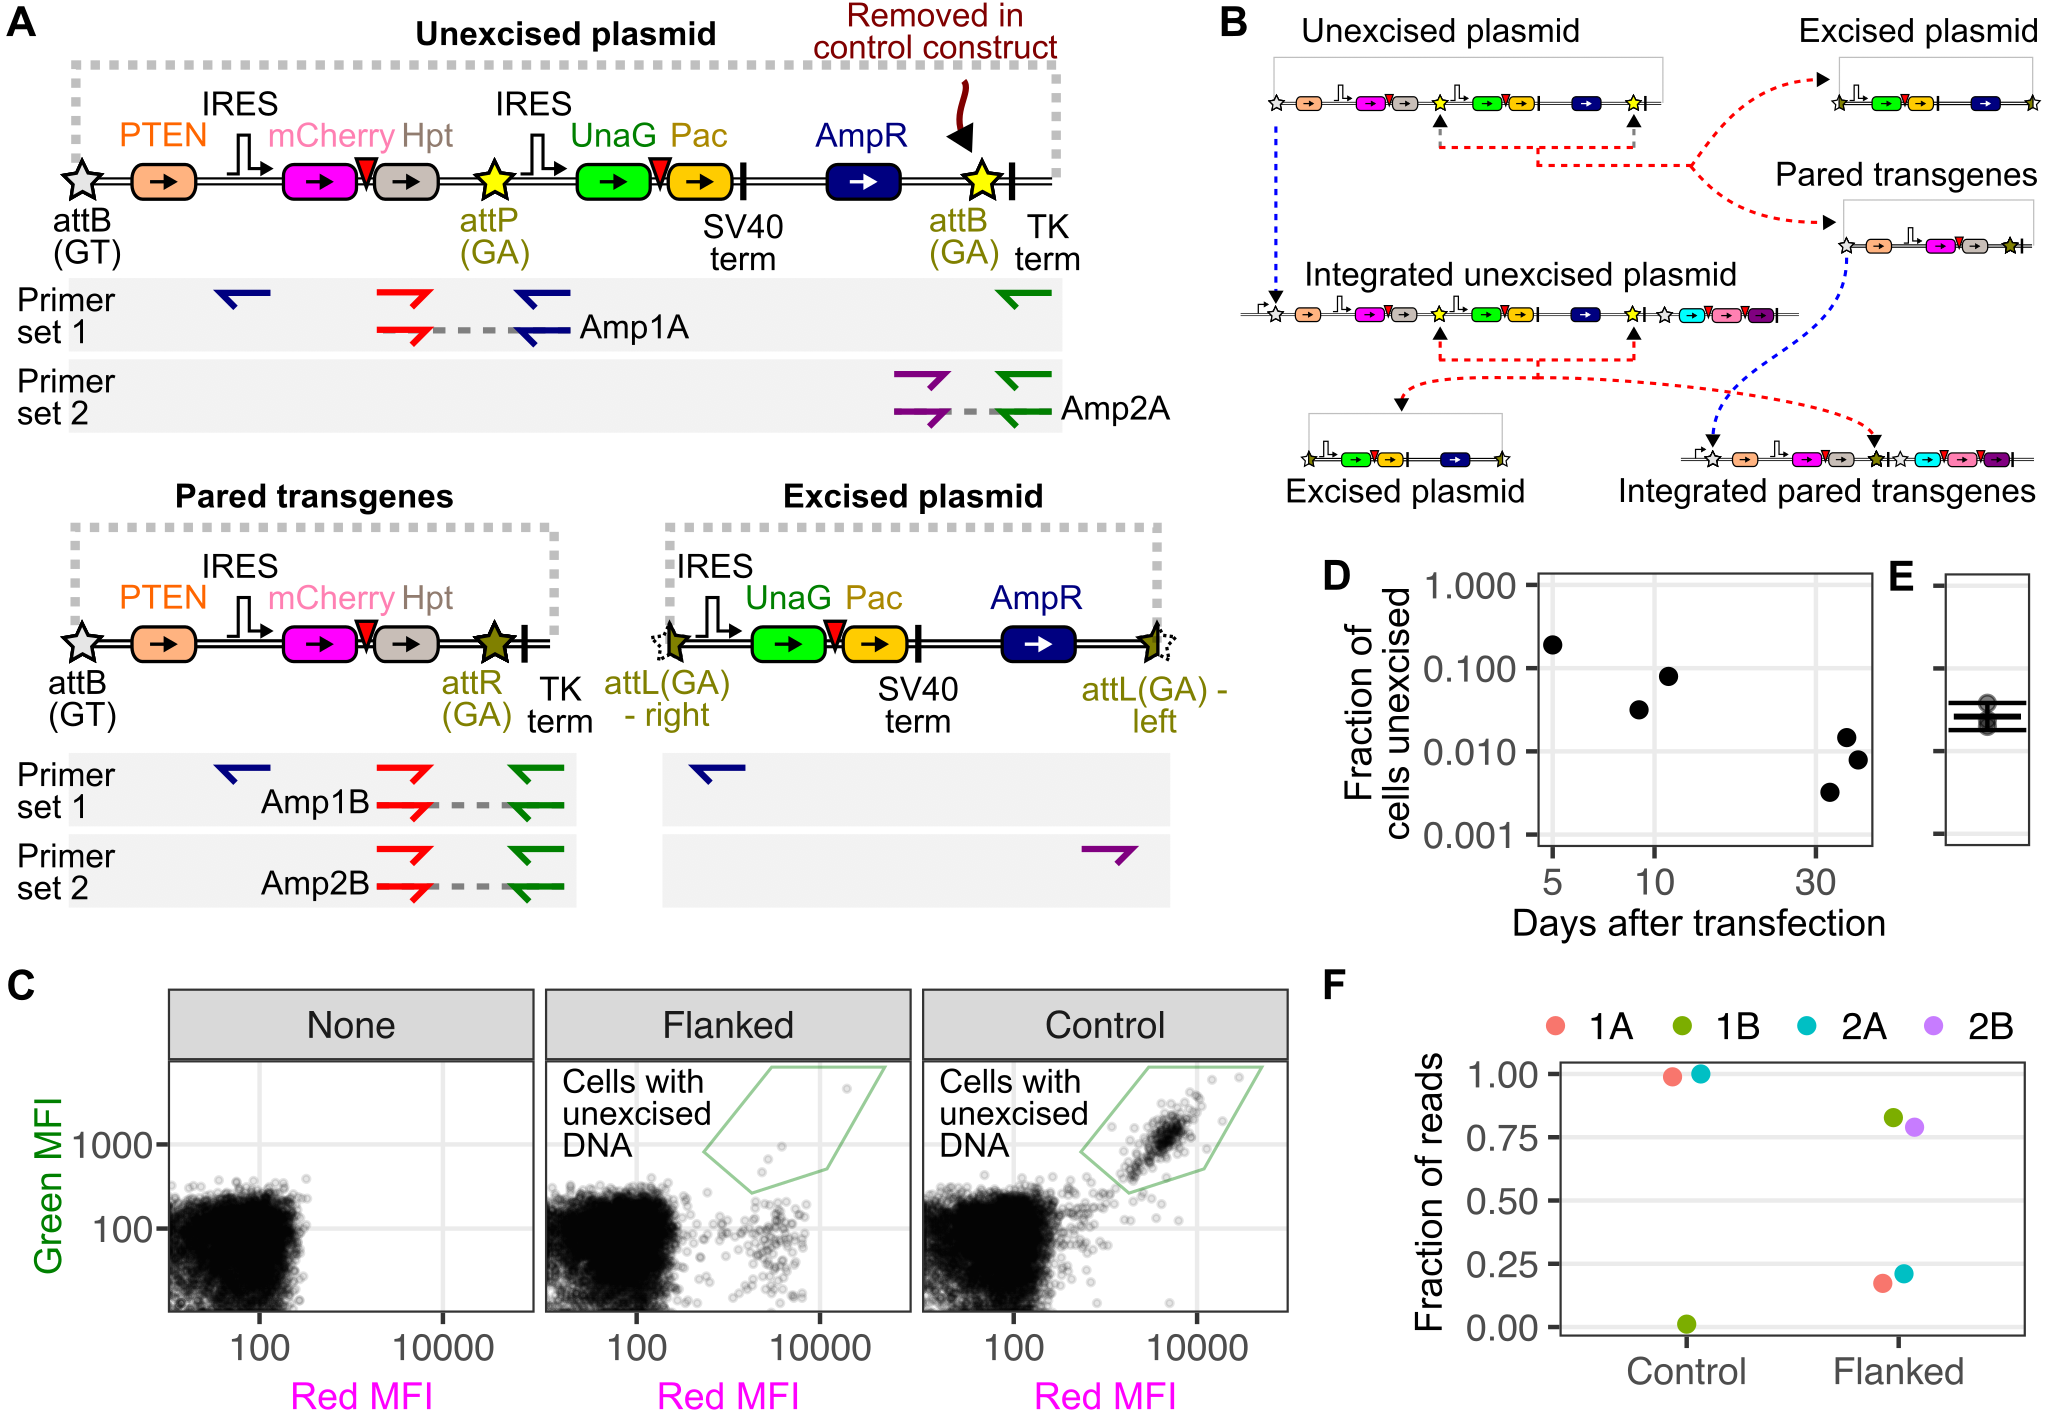 A
Unexcised plasmid
Removed in
control construct
IRES
IRES
PTEN
mCherry
Hpt
UnaG
Pac
AmpR
attB
(GT)
attP
(GA)
SV40
term
attB
(GA)
TK
term
Primer
set 1
Amp1A
Primer
set 2
Amp2A
Pared transgenes
IRES
PTEN
mCherry
Hpt
attB
(GT)
attR
(GA)
TK
term
Primer
set 1
Amp1B
Primer
set 2
Amp2B
Excised plasmid
IRES
UnaG
Pac
AmpR
attL(GA)
- right
SV40
term
attL(GA) -
left
B
Unexcised plasmid
Excised plasmid
Pared transgenes
Integrated unexcised plasmid
Excised plasmid
Integrated pared transgenes
C
None
Flanked
Control
Cells with
unexcised
DNA
Cells with
unexcised
DNA
Green MFI
1000
100
100
10000
100
10000
100
10000
Red MFI
Red MFI
Red MFI
D
Fraction of
cells unexcised
1.000
0.100
0.010
0.001
5
10
30
Days after transfection
E
F
1A
1B
2A
2B
Fraction of reads
1.00
0.75
0.50
0.25
0.00
Control
Flanked